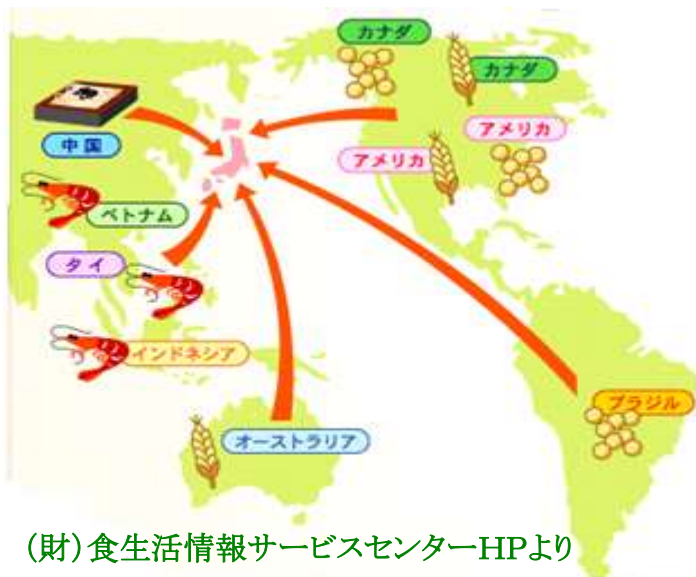 カナダ
カナダ
中国
アメリカ
アメリカ
ベトナム
タイ
インドネシア
ブラジル
オーストラリア
(財)食生活情報サービスセンターHPより